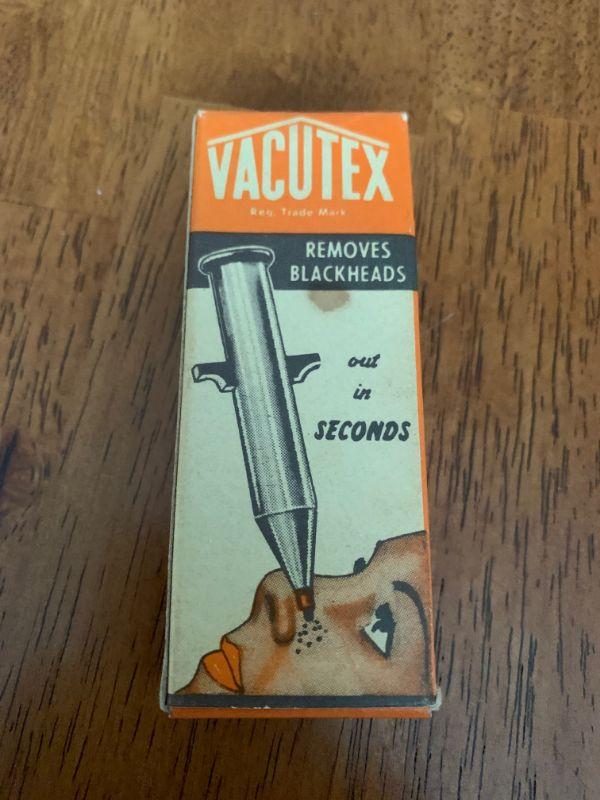 VACUTEX
Reg. Trade Mark
REMOVES
BLACKHEADS
out
in
SECONDS